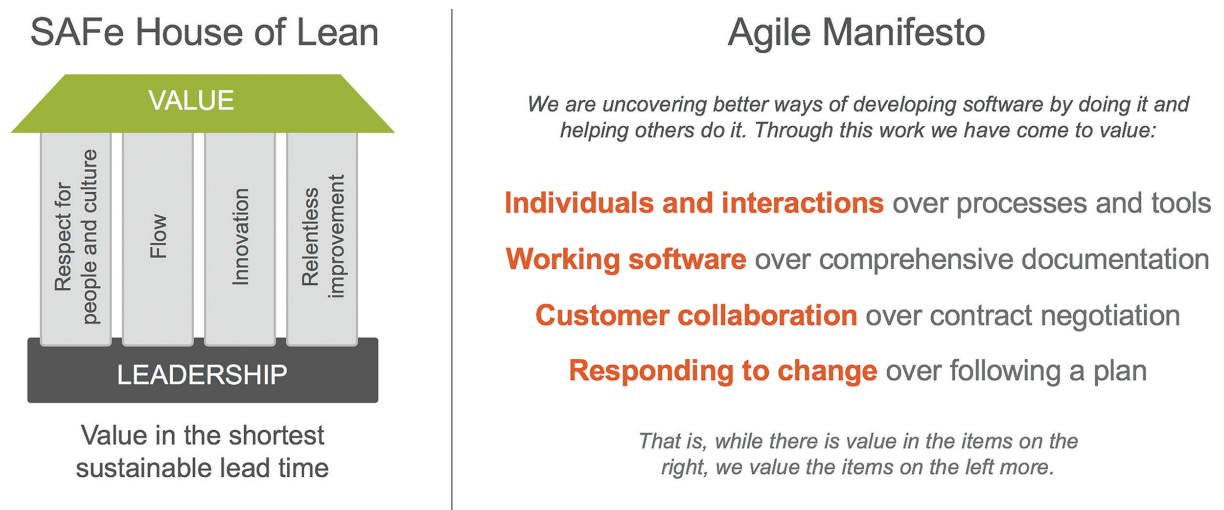 SAFe House of Lean
VALUE
Respect for
people and culture
Flow
Innovation
Relentless
improvement
LEADERSHIP
Value in the shortest
sustainable lead time
Agile Manifesto
We are uncovering better ways of developing software by doing it and
helping others do it. Through this work we have come to value:
Individuals and interactions over processes and tools
Working software over comprehensive documentation
Customer collaboration over contract negotiation
Responding to change over following a plan
That is, while there is value in the items on the
right, we value the items on the left more.